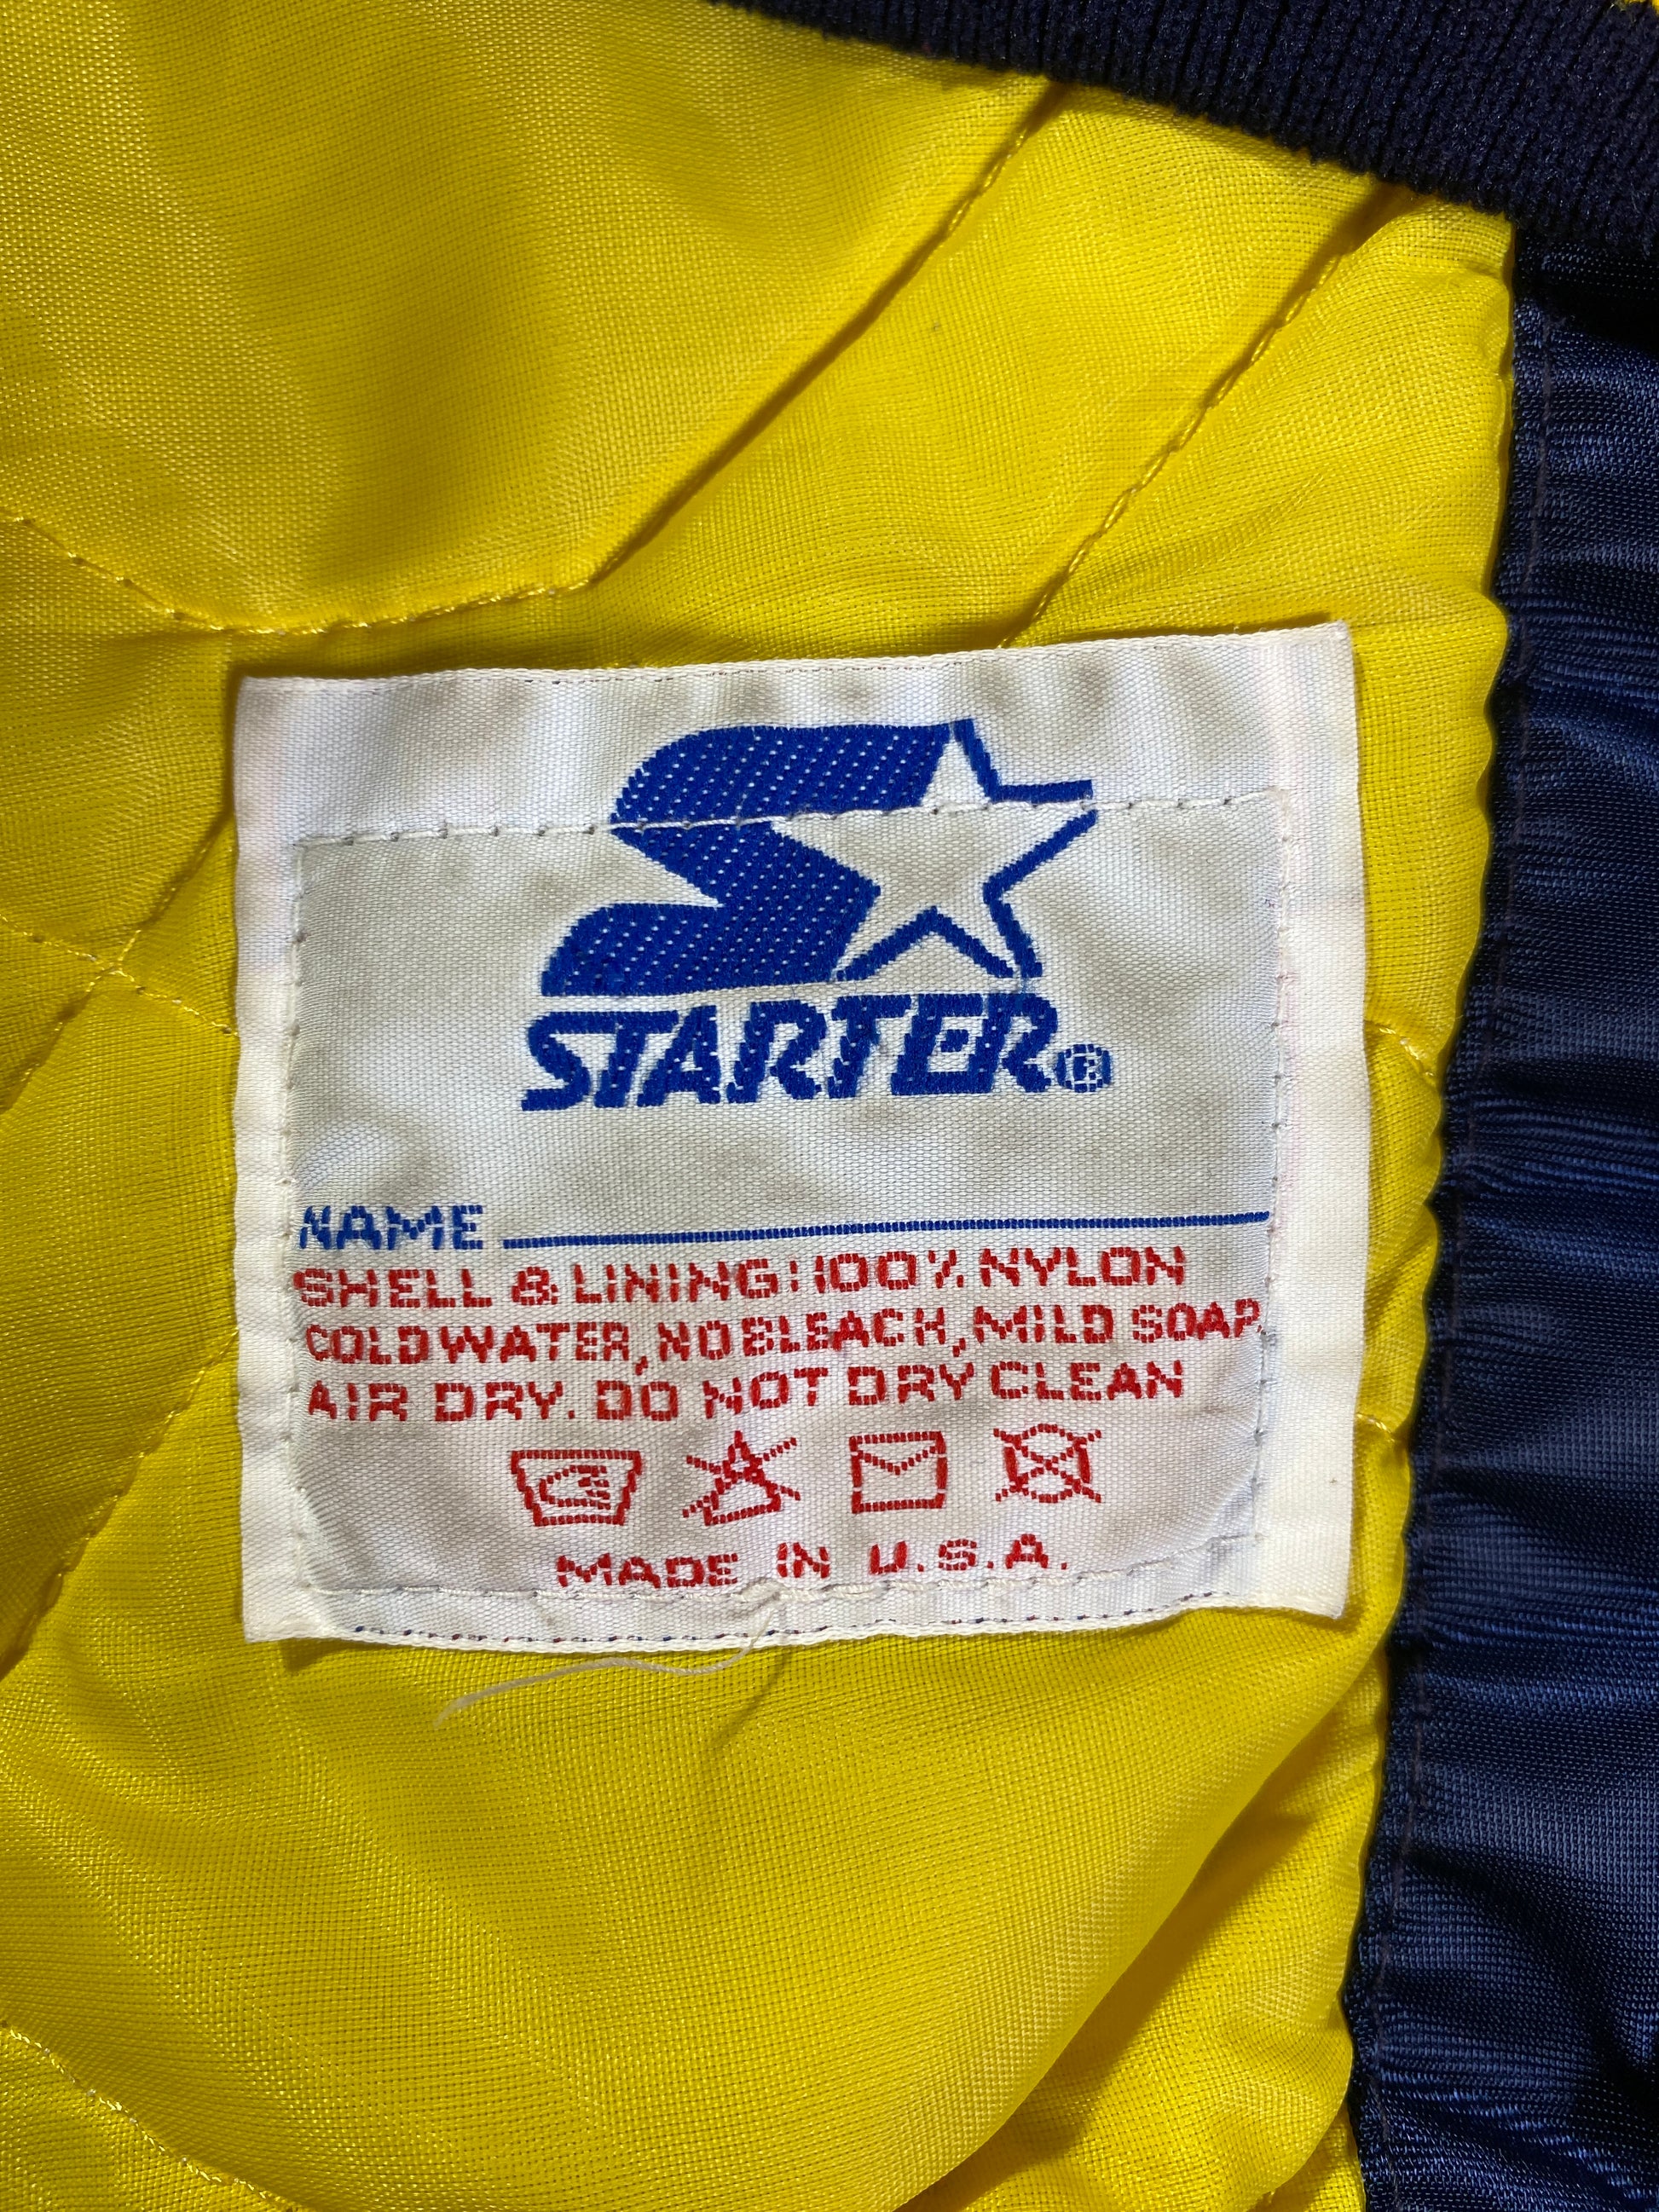 STARTER®
NAME
SHELL & LINING: 100% NYLON
COLD WATER, NO BLEACH, MILD SOAP,
AIR DRY. DO NOT DRY CLEAN
MADE IN U.S.A.